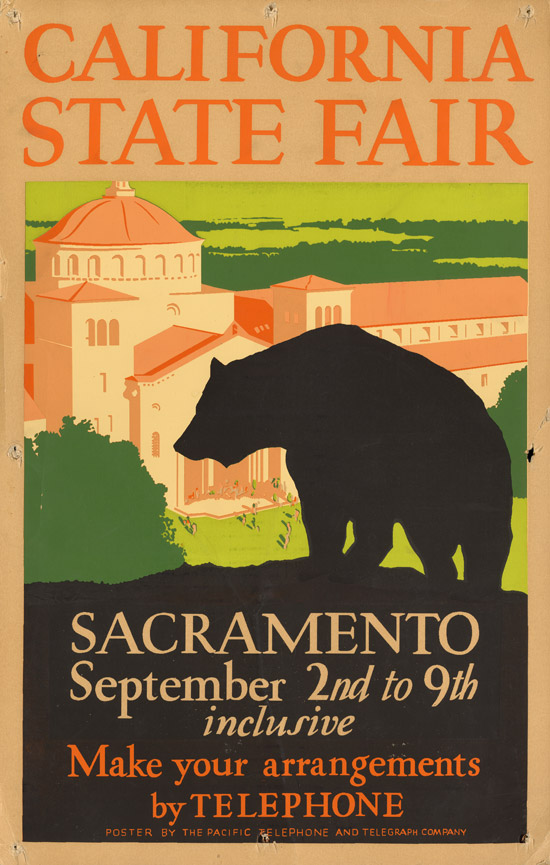 CALIFORNIA
STATE FAIR
SACRAMENTO
September 2nd to 9th
inclusive
Make your arrangements
by TELEPHONE
POSTER BY THE PACIFIC TELEPHONE AND TELEGRAPH COMPANY